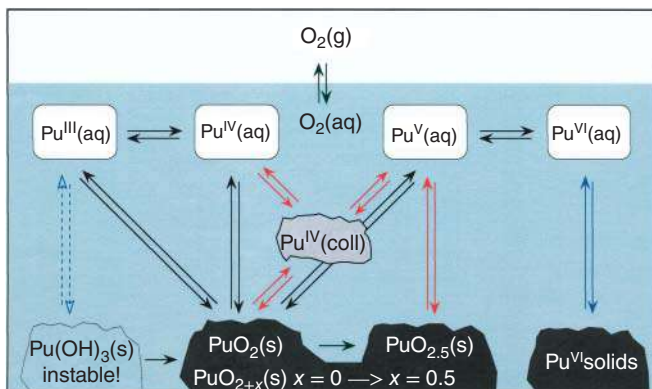 O₂(g)
O₂(aq)
Puᴵᴵᴵ(aq)
Puᴵⱽ(aq)
Puⱽ(aq)
Puⱽᴵ(aq)
Puᴵⱽ(coll)
Pu(OH)₃(s)
instable!
PuO₂(s)
PuO₂.₅(s)
PuO₂₊ₓ(s) x = 0 —> x = 0.5
Puⱽᴵsolids